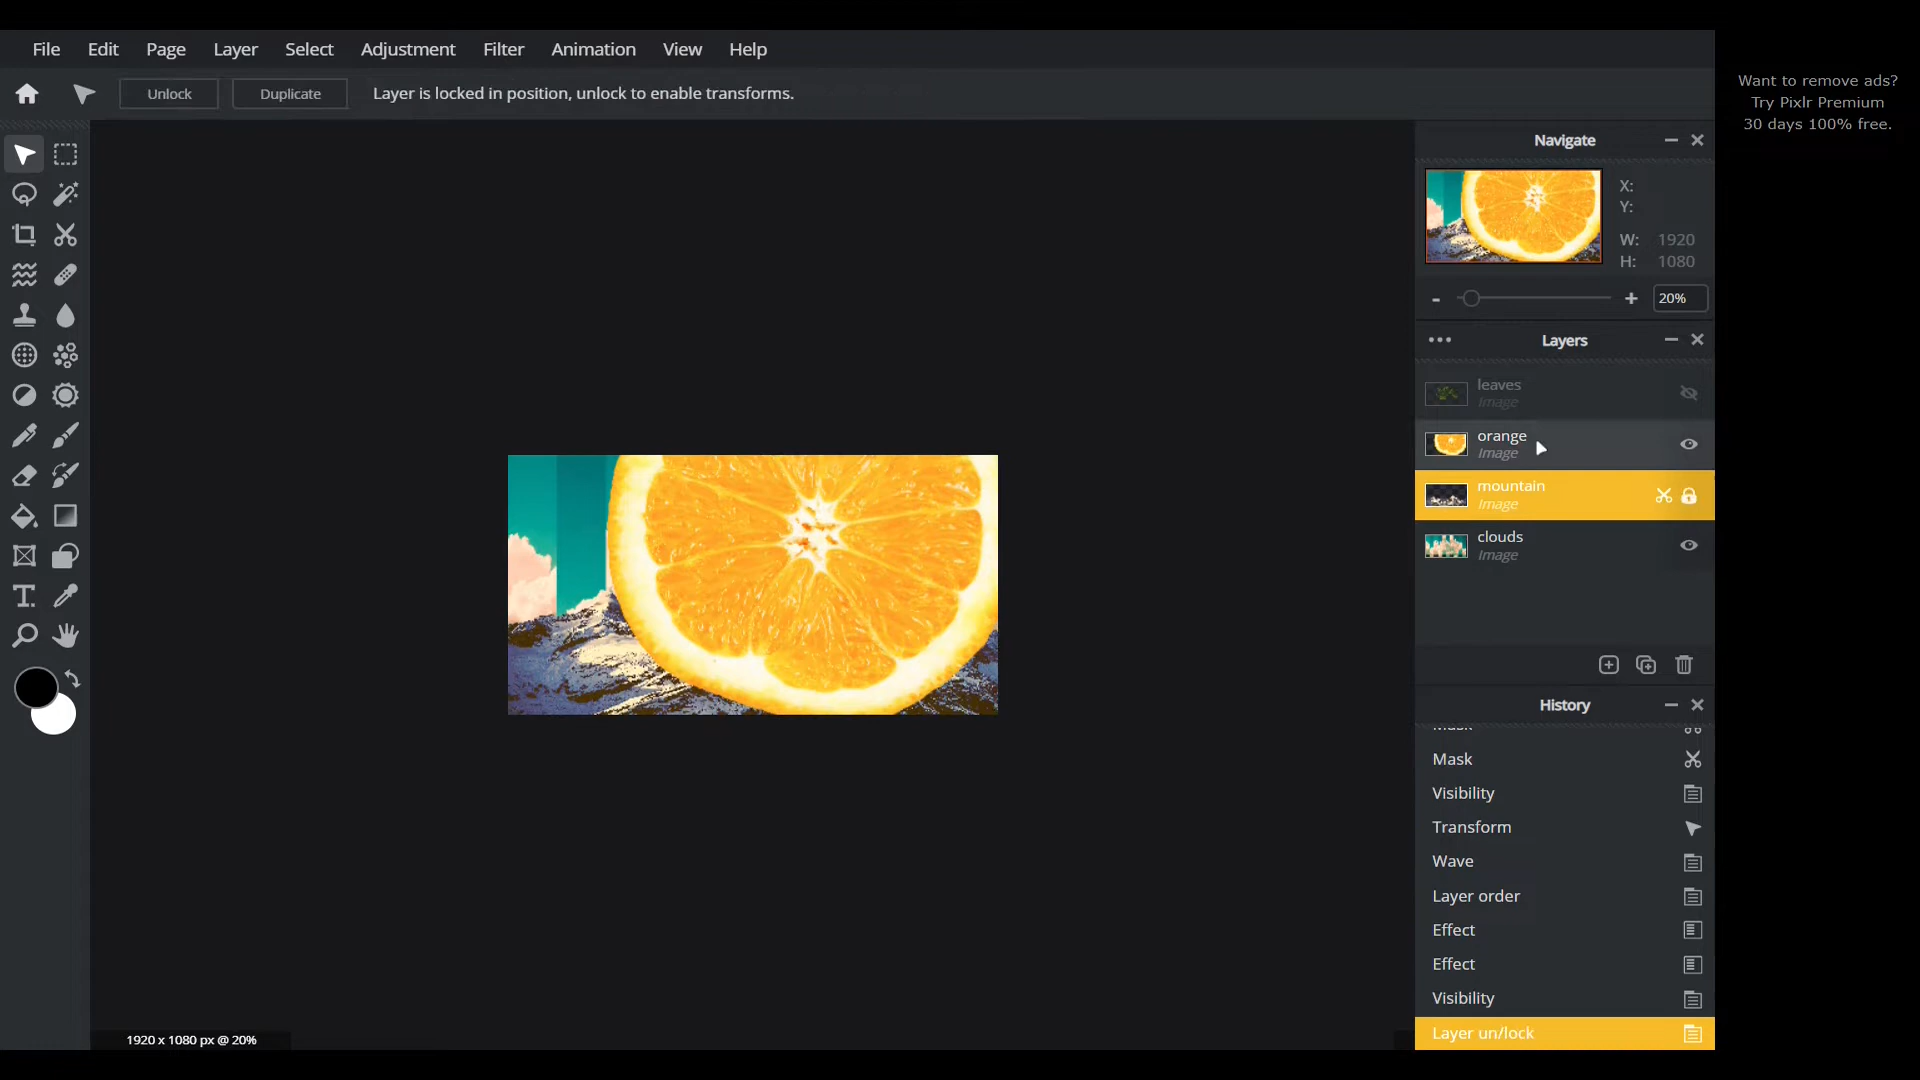 File Edit Page Layer Select Adjustment Filter Animation View Help
Unlock Duplicate Layer is locked in position, unlock to enable transforms.
Want to remove ads?
Try Pixlr Premium
30 days 100% free.
Navigate
X:
Y:
W: 1920
H: 1080
- + 20%
Layers
leaves
Image
orange
Image
mountain
Image
clouds
Image
History
Mask
Mask
Visibility
Transform
Wave
Layer order
Effect
Effect
Visibility
Layer un/lock
1920 x 1080 px @ 20%